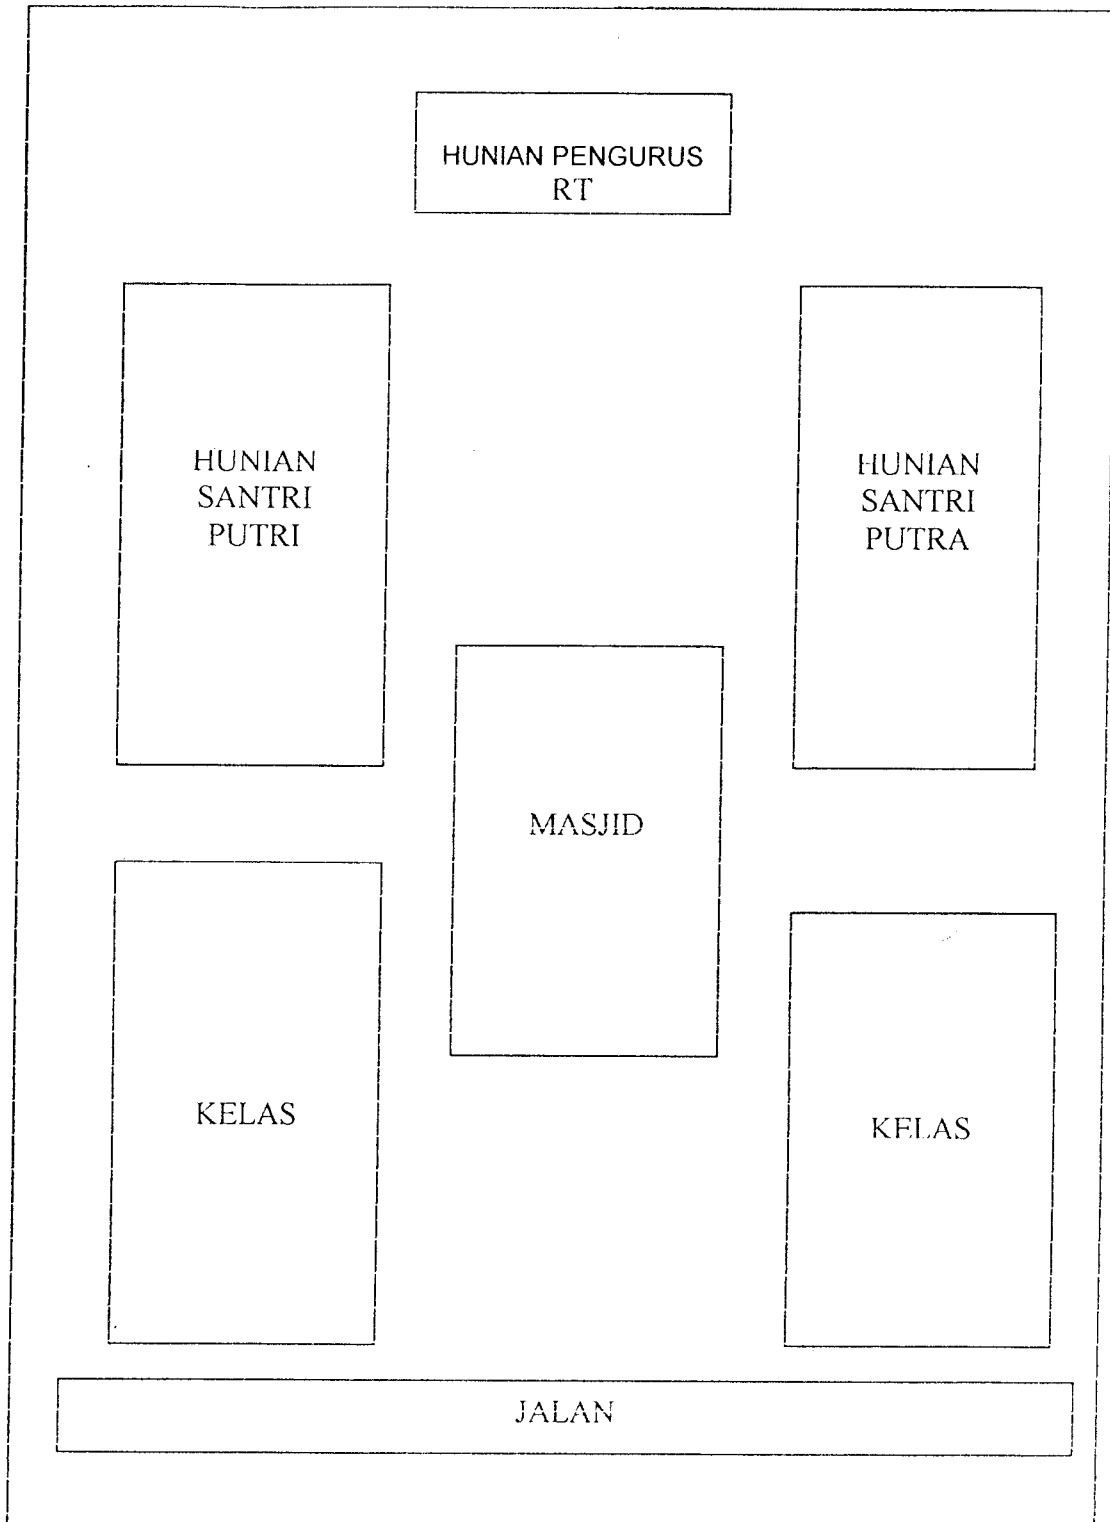 HUNIAN PENGURUS
RT
HUNIAN
SANTRI
PUTRI
HUNIAN
SANTRI
PUTRA
MASJID
KELAS
KELAS
JALAN